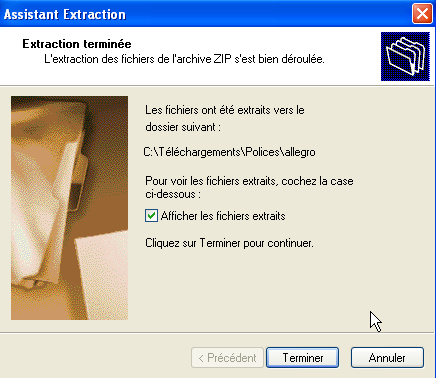 Assistant Extraction
Extraction terminée
L'extraction des fichiers de l'archive ZIP s'est bien déroulée.
Les fichiers ont été extraits vers le
dossier suivant :
C:\Téléchargements\Polices\allegro
Pour voir les fichiers extraits, cochez la case
ci-dessous :
Afficher les fichiers extraits
Cliquez sur Terminer pour continuer.
< Précédent
Terminer
Annuler